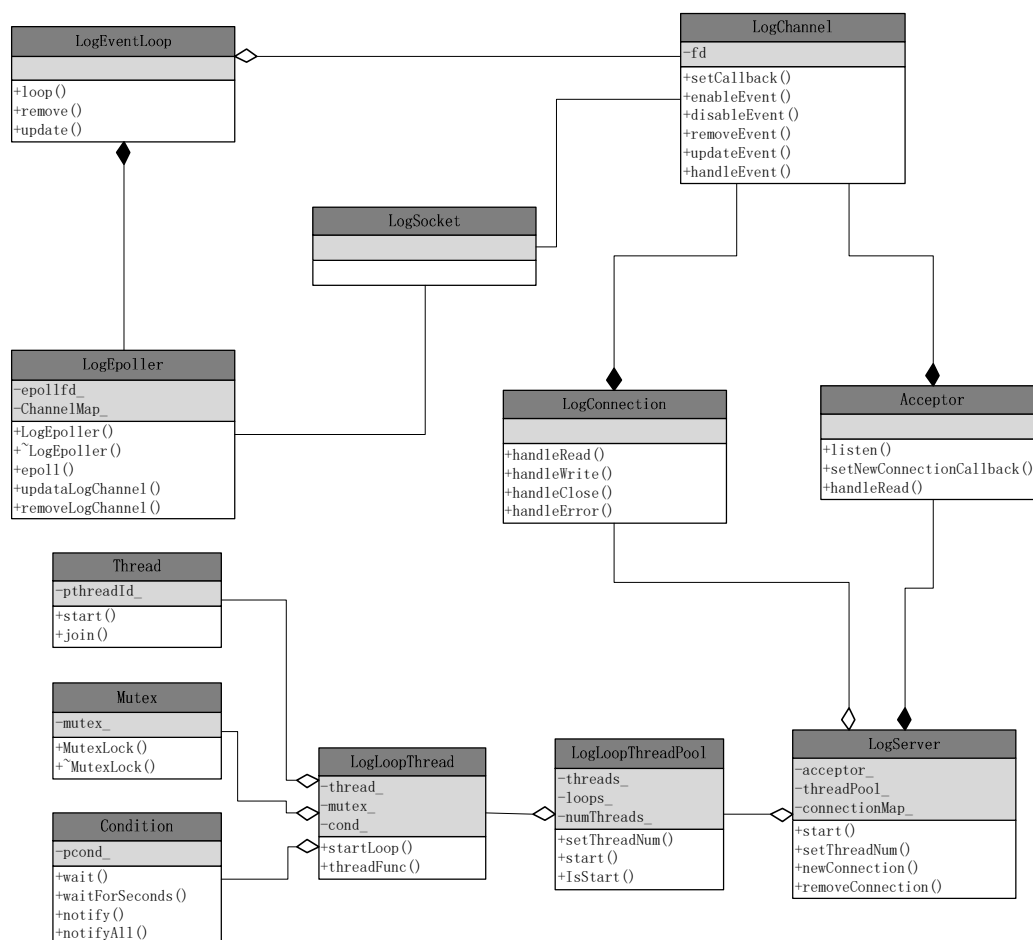 LogEventLoop
+loop()
+remove()
+update()
LogChannel
-fd
+setCallback()
+enableEvent()
+disableEvent()
+removeEvent()
+updateEvent()
+handleEvent()
LogSocket
LogEpoller
-epollfd_
-ChannelMap_
+LogEpoller()
+~LogEpoller()
+epoll()
+updataLogChannel()
+removeLogChannel()
LogConnection
+handleRead()
+handleWrite()
+handleClose()
+handleError()
Acceptor
+listen()
+setNewConnectionCallback()
+handleRead()
Thread
-pthreadId_
+start()
+join()
Mutex
-mutex_
+MutexLock()
+~MutexLock()
Condition
-pcond_
+wait()
+waitForSeconds()
+notify()
+notifyAll()
LogLoopThread
-thread_
-mutex_
-cond_
+startLoop()
+threadFunc()
LogLoopThreadPool
-threads_
-loops_
-numThreads_
+setThreadNum()
+start()
+IsStart()
LogServer
-acceptor_
-threadPool_
-connectionMap_
+start()
+setThreadNum()
+newConnection()
+removeConnection()